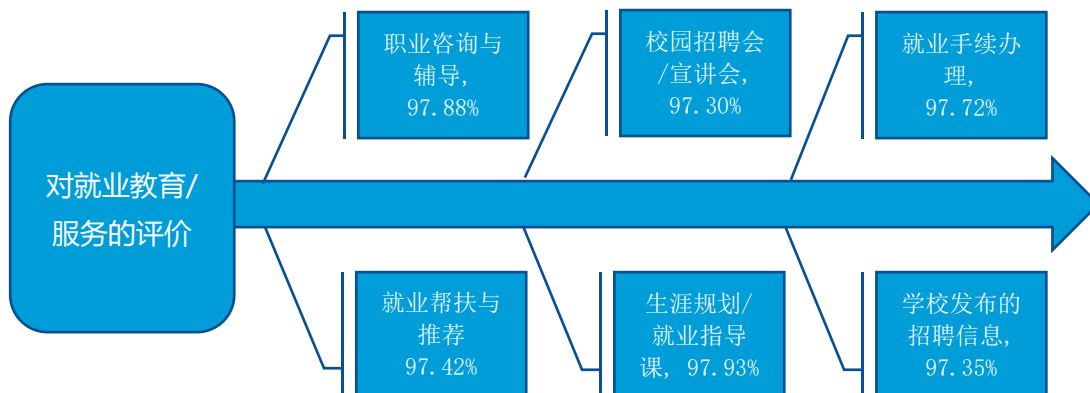 对就业教育/
服务的评价
职业咨询与
辅导,
97.88%
校园招聘会
/宣讲会,
97.30%
就业手续办
理,
97.72%
就业帮扶与
推荐
97.42%
生涯规划/
就业指导
课, 97.93%
学校发布的
招聘信息,
97.35%